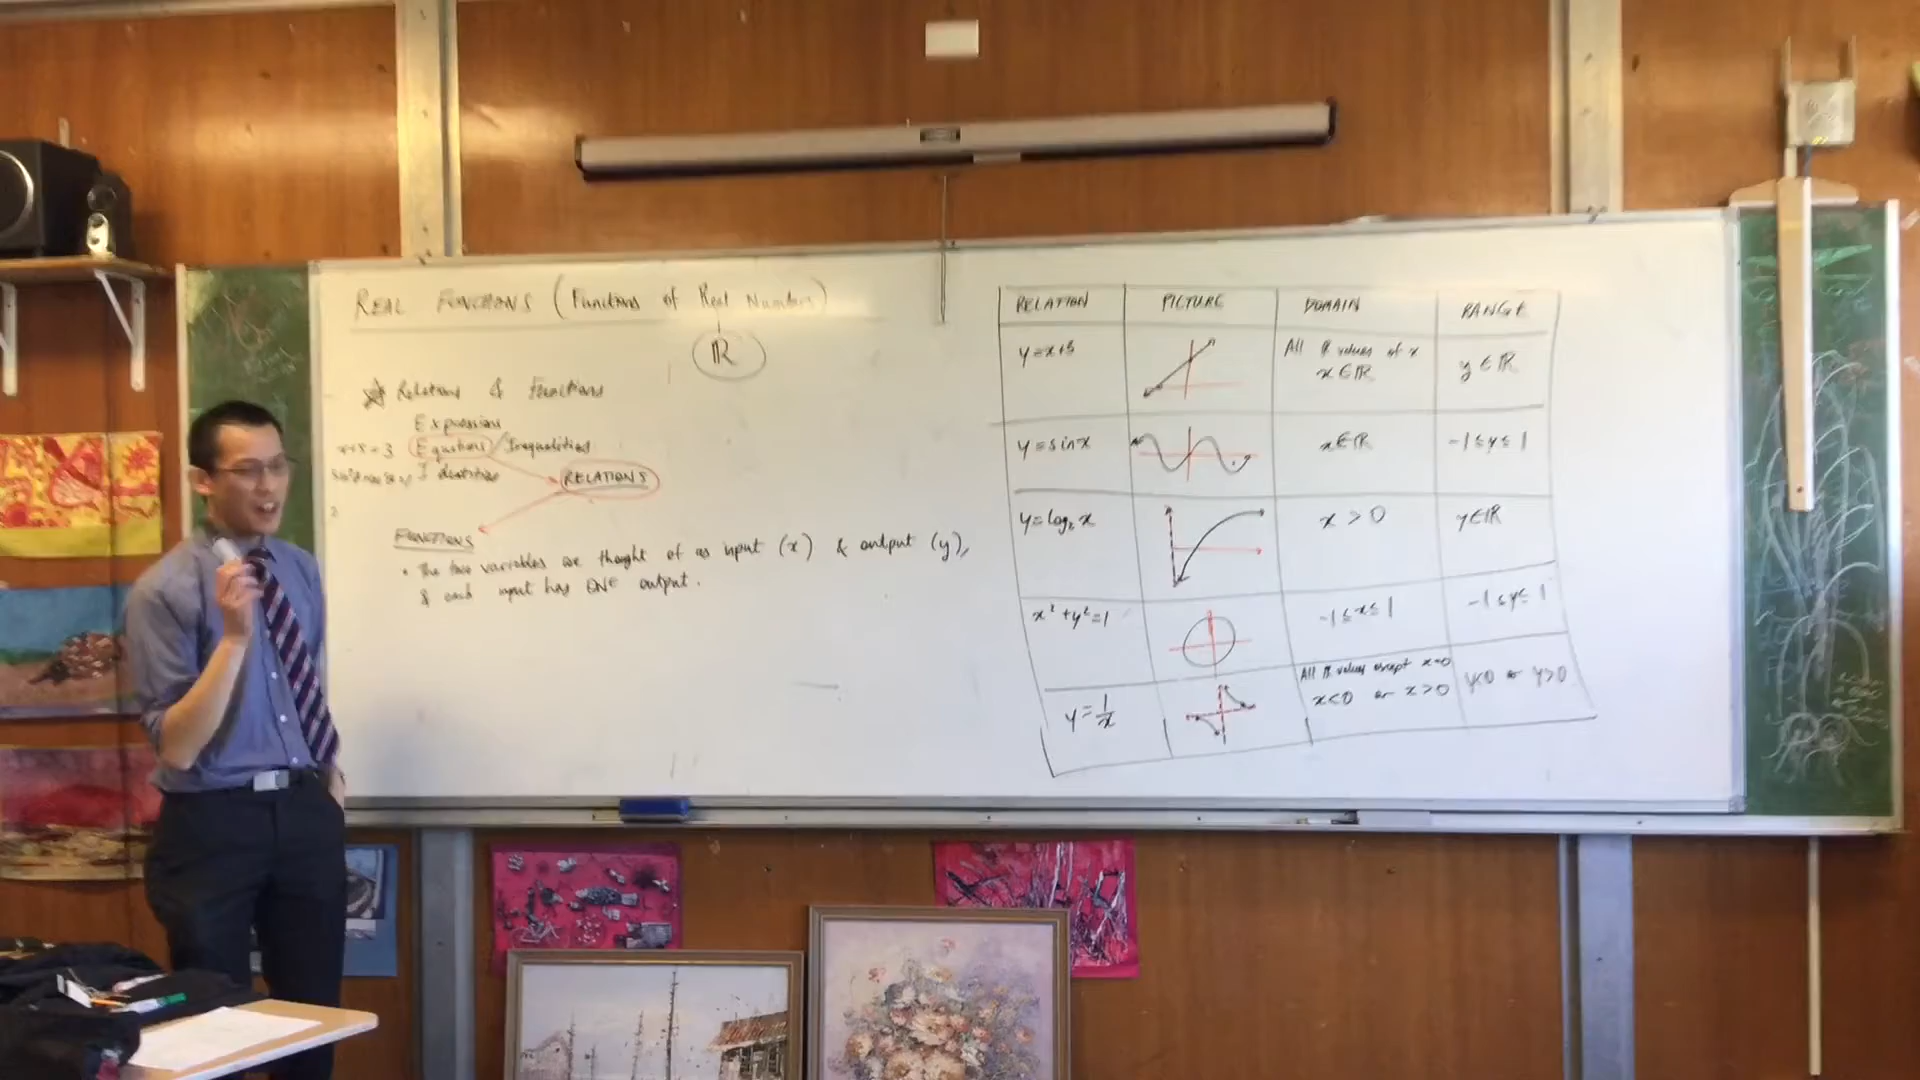 REAL FUNCTIONS (Functions of Real Numbers)
ℝ
Relations & Functions
Expressions
x+5=3 Equations / Inequalities
Identities
RELATIONS
FUNCTIONS
• The two variables are thought of as input (x) & output (y),
& each input has ONE output.
RELATION PICTURE DOMAIN RANGE
y=x+3 All ℝ values of x
x∈ℝ y∈ℝ
y=sinx x∈ℝ -1≤y≤1
y=log₂x x>0 y∈ℝ
x²+y²=1 -1≤x≤1 -1≤y≤1
y=1/x All ℝ values except x=0
x<0 or x>0 y<0 or y>0